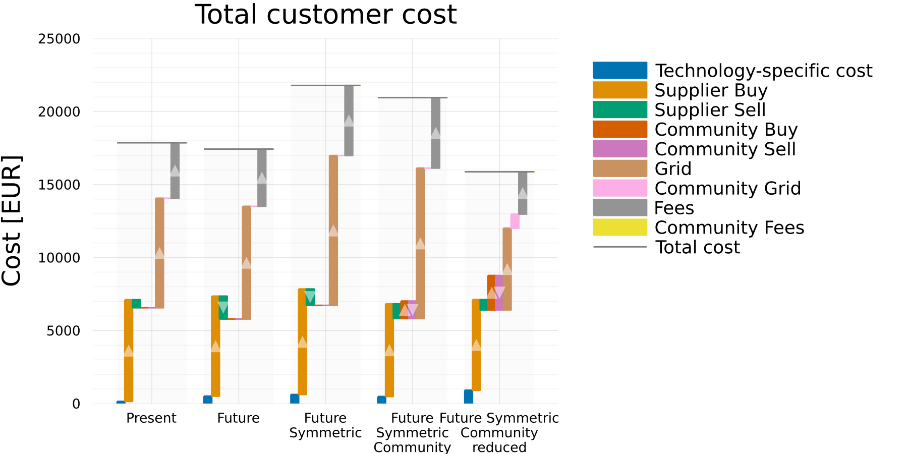 Total customer cost
Cost [EUR]
25000
20000
15000
10000
5000
0
Present
Future
Future
Symmetric
Future
Symmetric
Community
Future Symmetric
Community
reduced
Technology-specific cost
Supplier Buy
Supplier Sell
Community Buy
Community Sell
Grid
Community Grid
Fees
Community Fees
Total cost